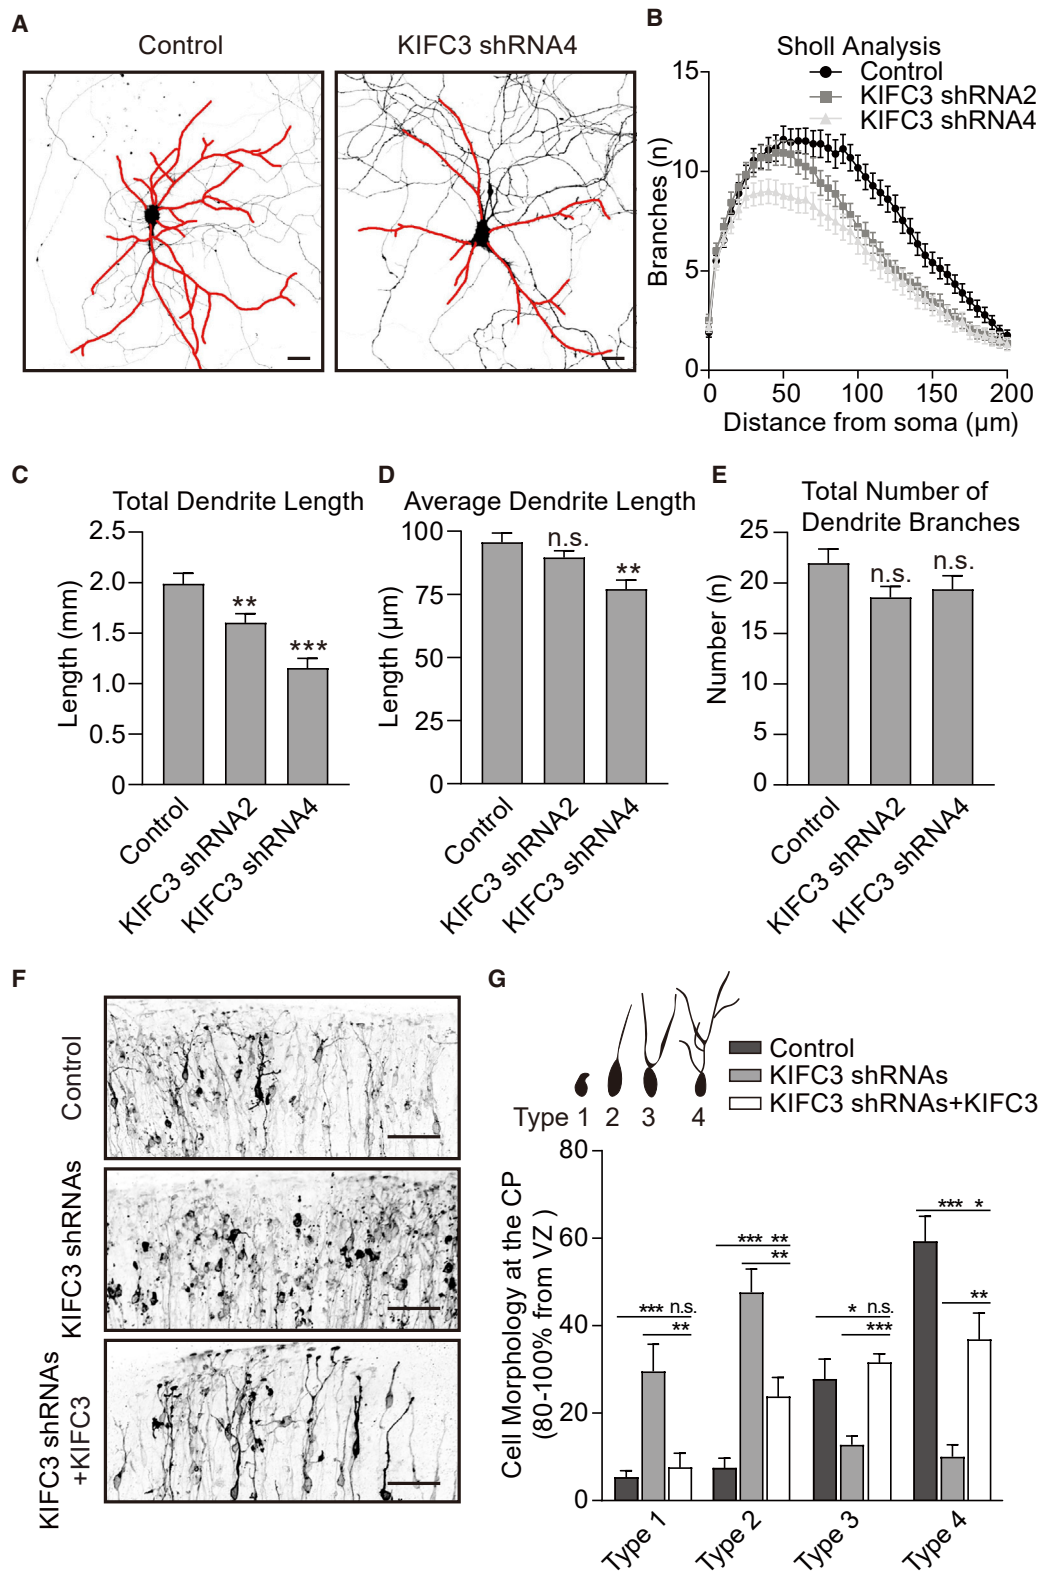 A
Control
KIFC3 shRNA4
B
Sholl Analysis
Control
KIFC3 shRNA2
KIFC3 shRNA4
Branches (n)
15
10
5
0
0 50 100 150 200
Distance from soma (µm)
C
Total Dendrite Length
Length (mm)
2.5
2.0
1.5
1.0
0.5
0
**
***
Control
KIFC3 shRNA2
KIFC3 shRNA4
D
Average Dendrite Length
Length (µm)
100
75
50
25
0
n.s.
**
Control
KIFC3 shRNA2
KIFC3 shRNA4
E
Total Number of
Dendrite Branches
Number (n)
25
20
15
10
5
0
n.s.
n.s.
Control
KIFC3 shRNA2
KIFC3 shRNA4
F
Control
KIFC3 shRNAs
KIFC3 shRNAs
+KIFC3
G
Type 1 2 3 4
Control
KIFC3 shRNAs
KIFC3 shRNAs+KIFC3
Cell Morphology at the CP
(80-100% from VZ )
80
60
40
20
0
*** n.s.
**
*** **
**
* n.s.
***
*** *
**
Type 1
Type 2
Type 3
Type 4